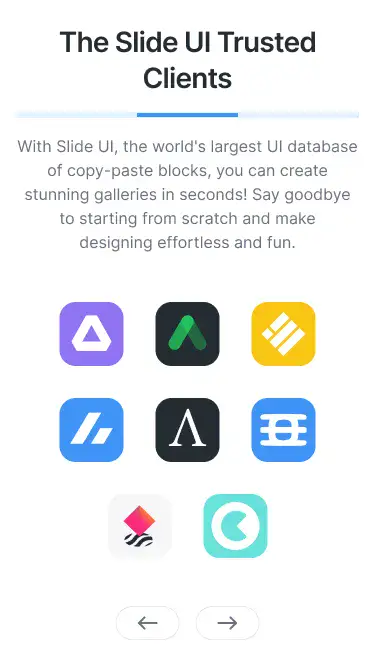 The Slide UI Trusted
Clients
With Slide UI, the world's largest UI database
of copy-paste blocks, you can create
stunning galleries in seconds! Say goodbye
to starting from scratch and make
designing effortless and fun.